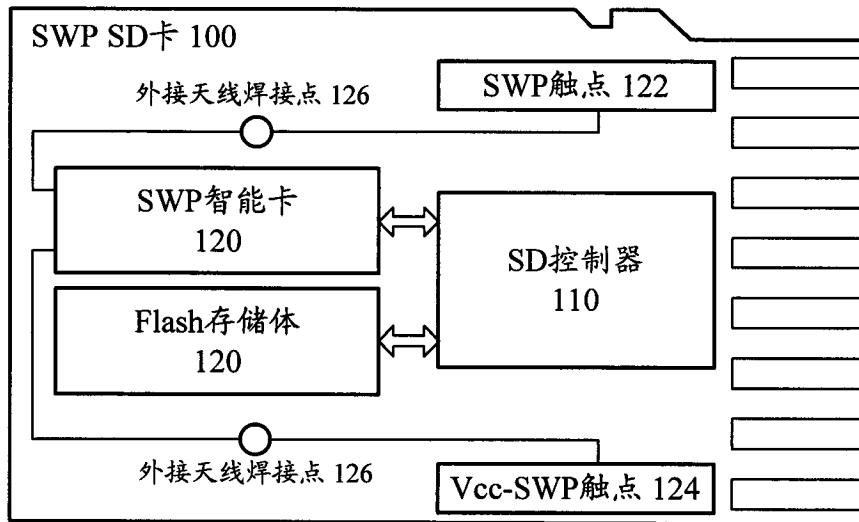 SWP SD卡 100
外接天线焊接点 126
SWP触点 122
SWP智能卡
120
SD控制器
110
Flash存储体
120
外接天线焊接点 126
Vcc-SWP触点 124